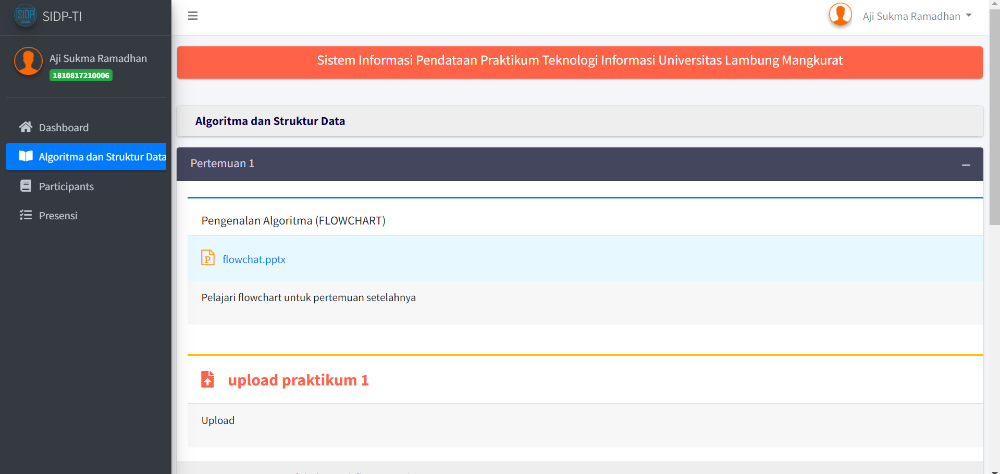 SIDP
SIDP-TI
Aji Sukma Ramadhan
Aji Sukma Ramadhan
1810817210006
Dashboard
Algoritma dan Struktur Data
Participants
Presensi
Sistem Informasi Pendataan Praktikum Teknologi Informasi Universitas Lambung Mangkurat
Algoritma dan Struktur Data
Pertemuan 1
Pengenalan Algoritma (FLOWCHART)
P
flowchat.pptx
Pelajari flowchart untuk pertemuan setelahnya
upload praktikum 1
Upload